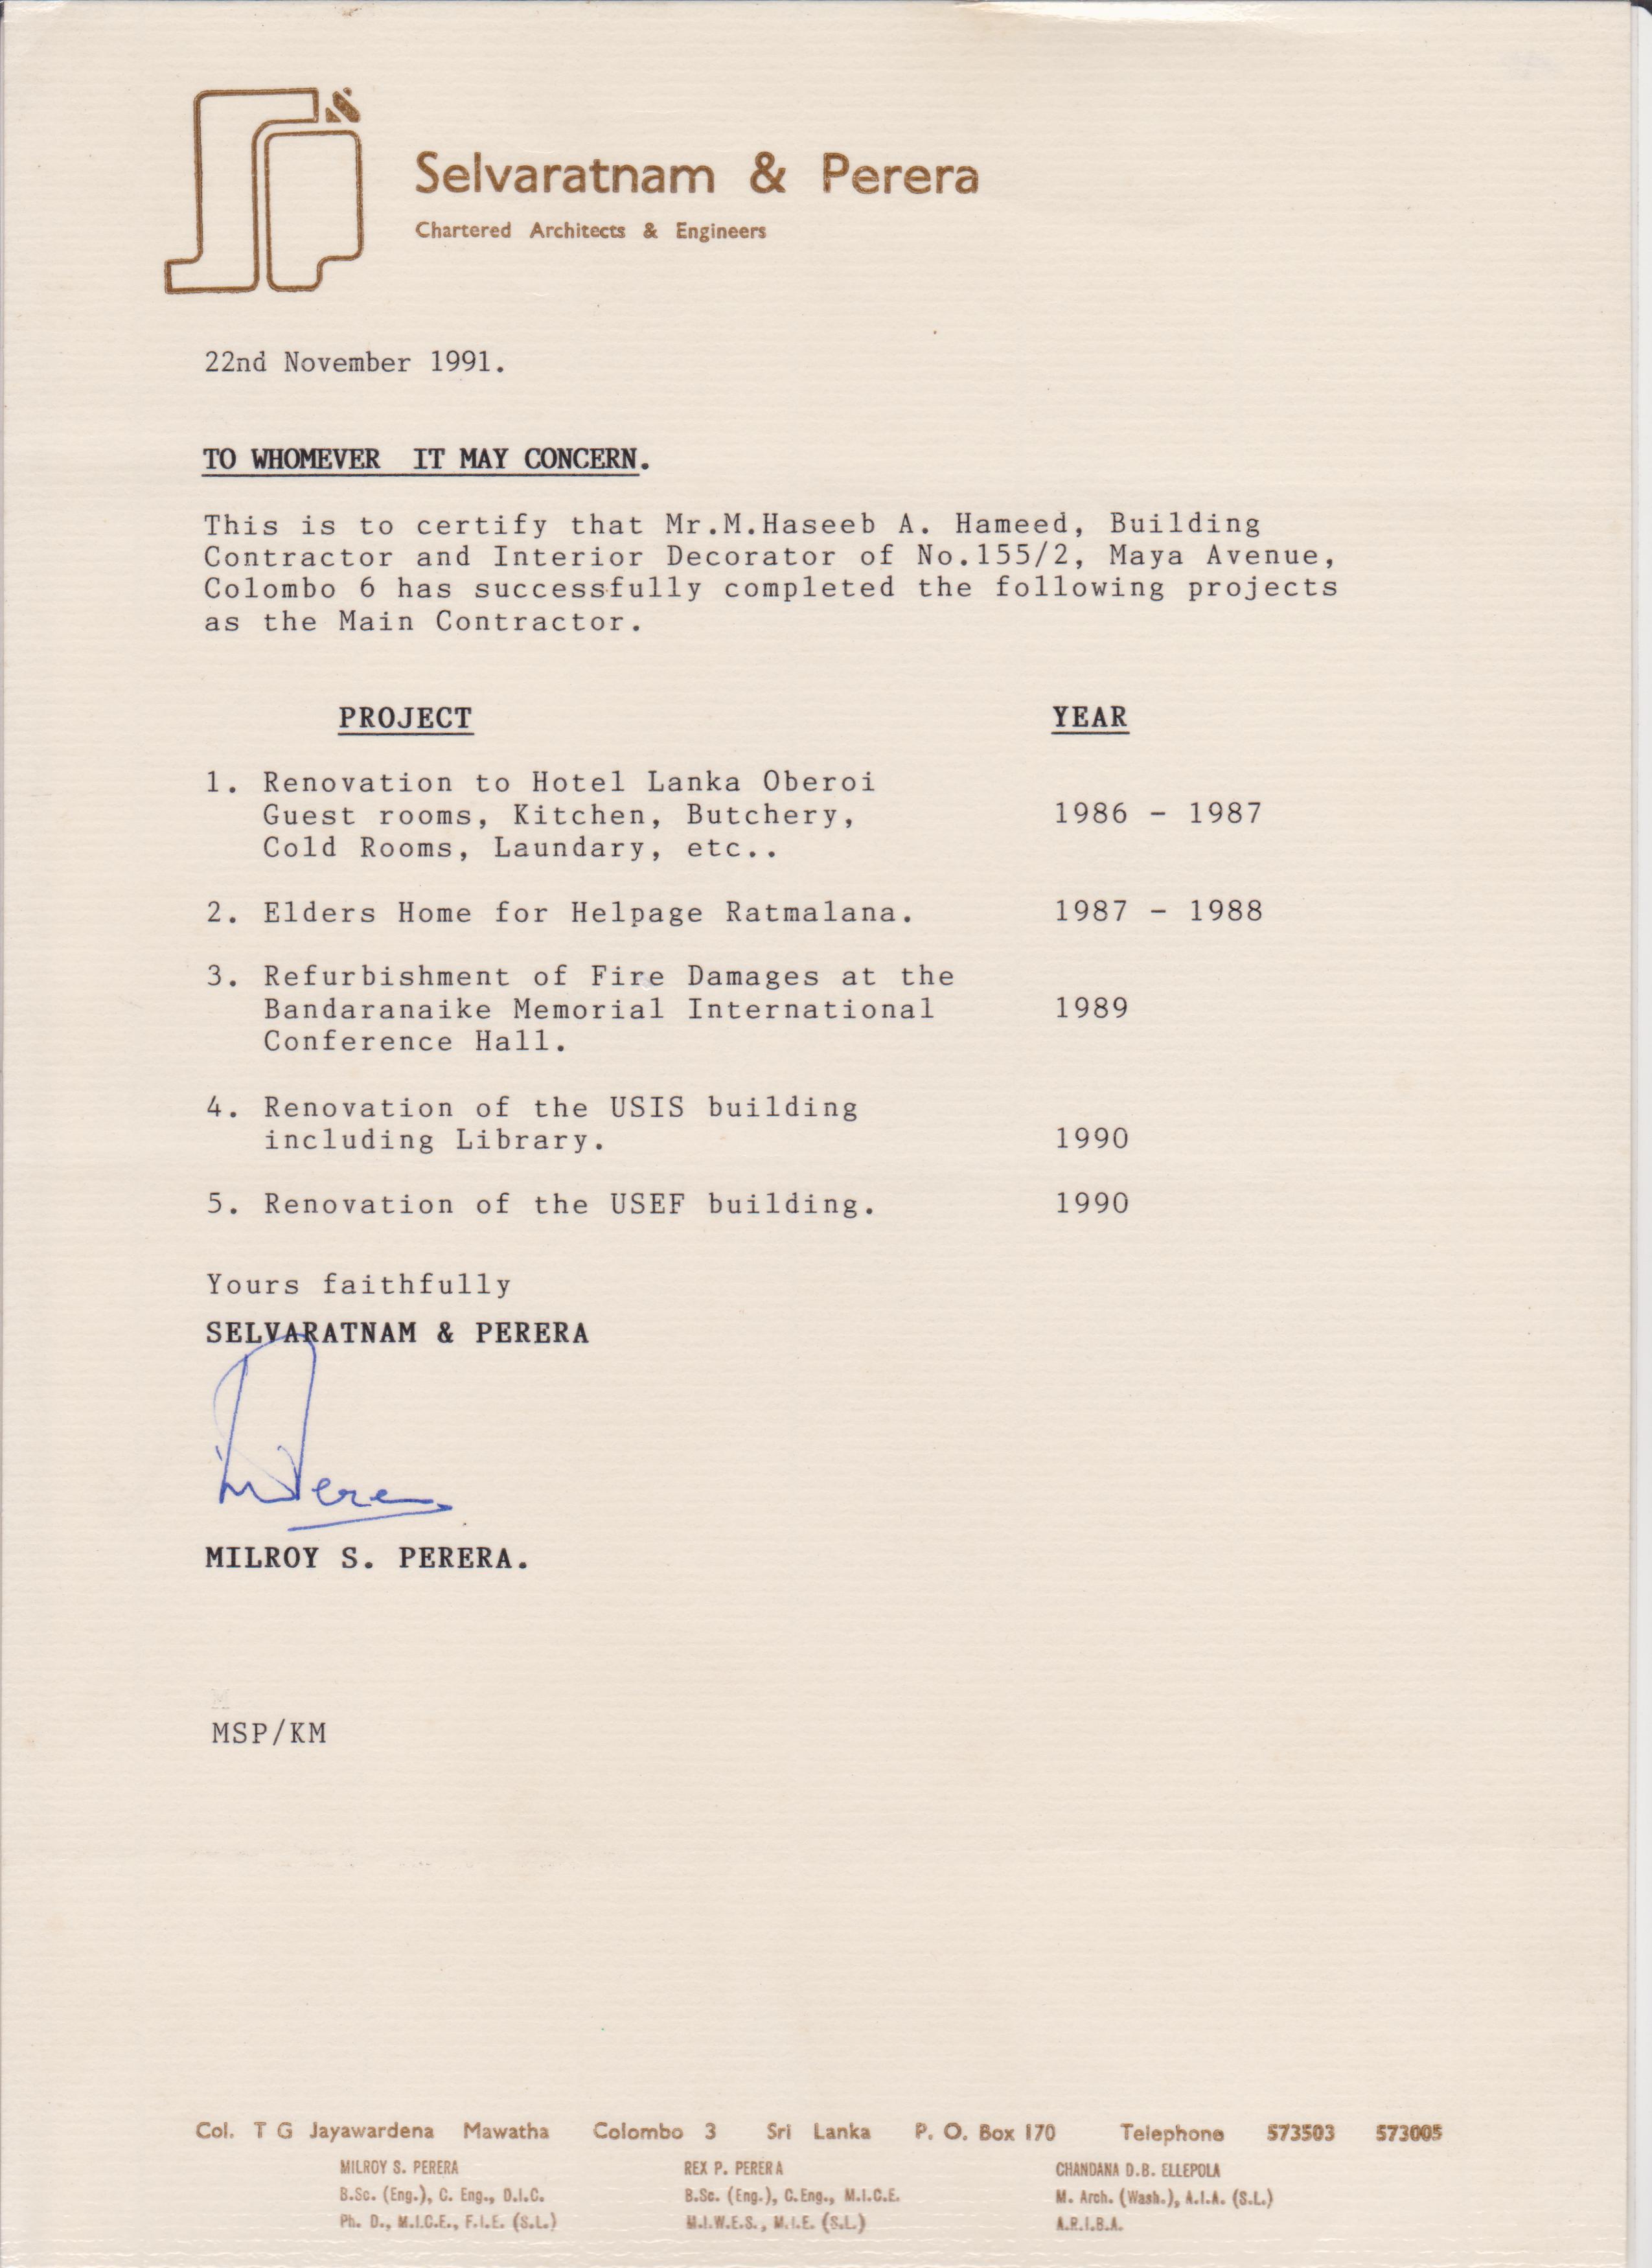 Selvaratnam & Perera
Chartered Architects & Engineers
22nd November 1991.
TO WHOMEVER IT MAY CONCERN.
This is to certify that Mr.M.Haseeb A. Hameed, Building
Contractor and Interior Decorator of No.155/2, Maya Avenue,
Colombo 6 has successfully completed the following projects
as the Main Contractor.
PROJECT YEAR
1. Renovation to Hotel Lanka Oberoi
Guest rooms, Kitchen, Butchery, 1986 - 1987
Cold Rooms, Laundary, etc..
2. Elders Home for Helpage Ratmalana. 1987 - 1988
3. Refurbishment of Fire Damages at the
Bandaranaike Memorial International 1989
Conference Hall.
4. Renovation of the USIS building
including Library. 1990
5. Renovation of the USEF building. 1990
Yours faithfully
SELVARATNAM & PERERA
MILROY S. PERERA.
MSP/KM
Col. T G Jayawardena Mawatha Colombo 3 Sri Lanka P. O. Box 170 Telephone 573503 573005
MILROY S. PERERA REX P. PERERA CHANDANA D.B. ELLEPOLA
B.Sc. (Eng.), C. Eng., D.I.C. B.Sc. (Eng.), C.Eng., M.I.C.E. M. Arch. (Wash.), A.I.A. (S.L.)
Ph. D., M.I.C.E., F.I.E. (S.L.) M.I.W.E.S., M.I.E. (S.L.) A.R.I.B.A.